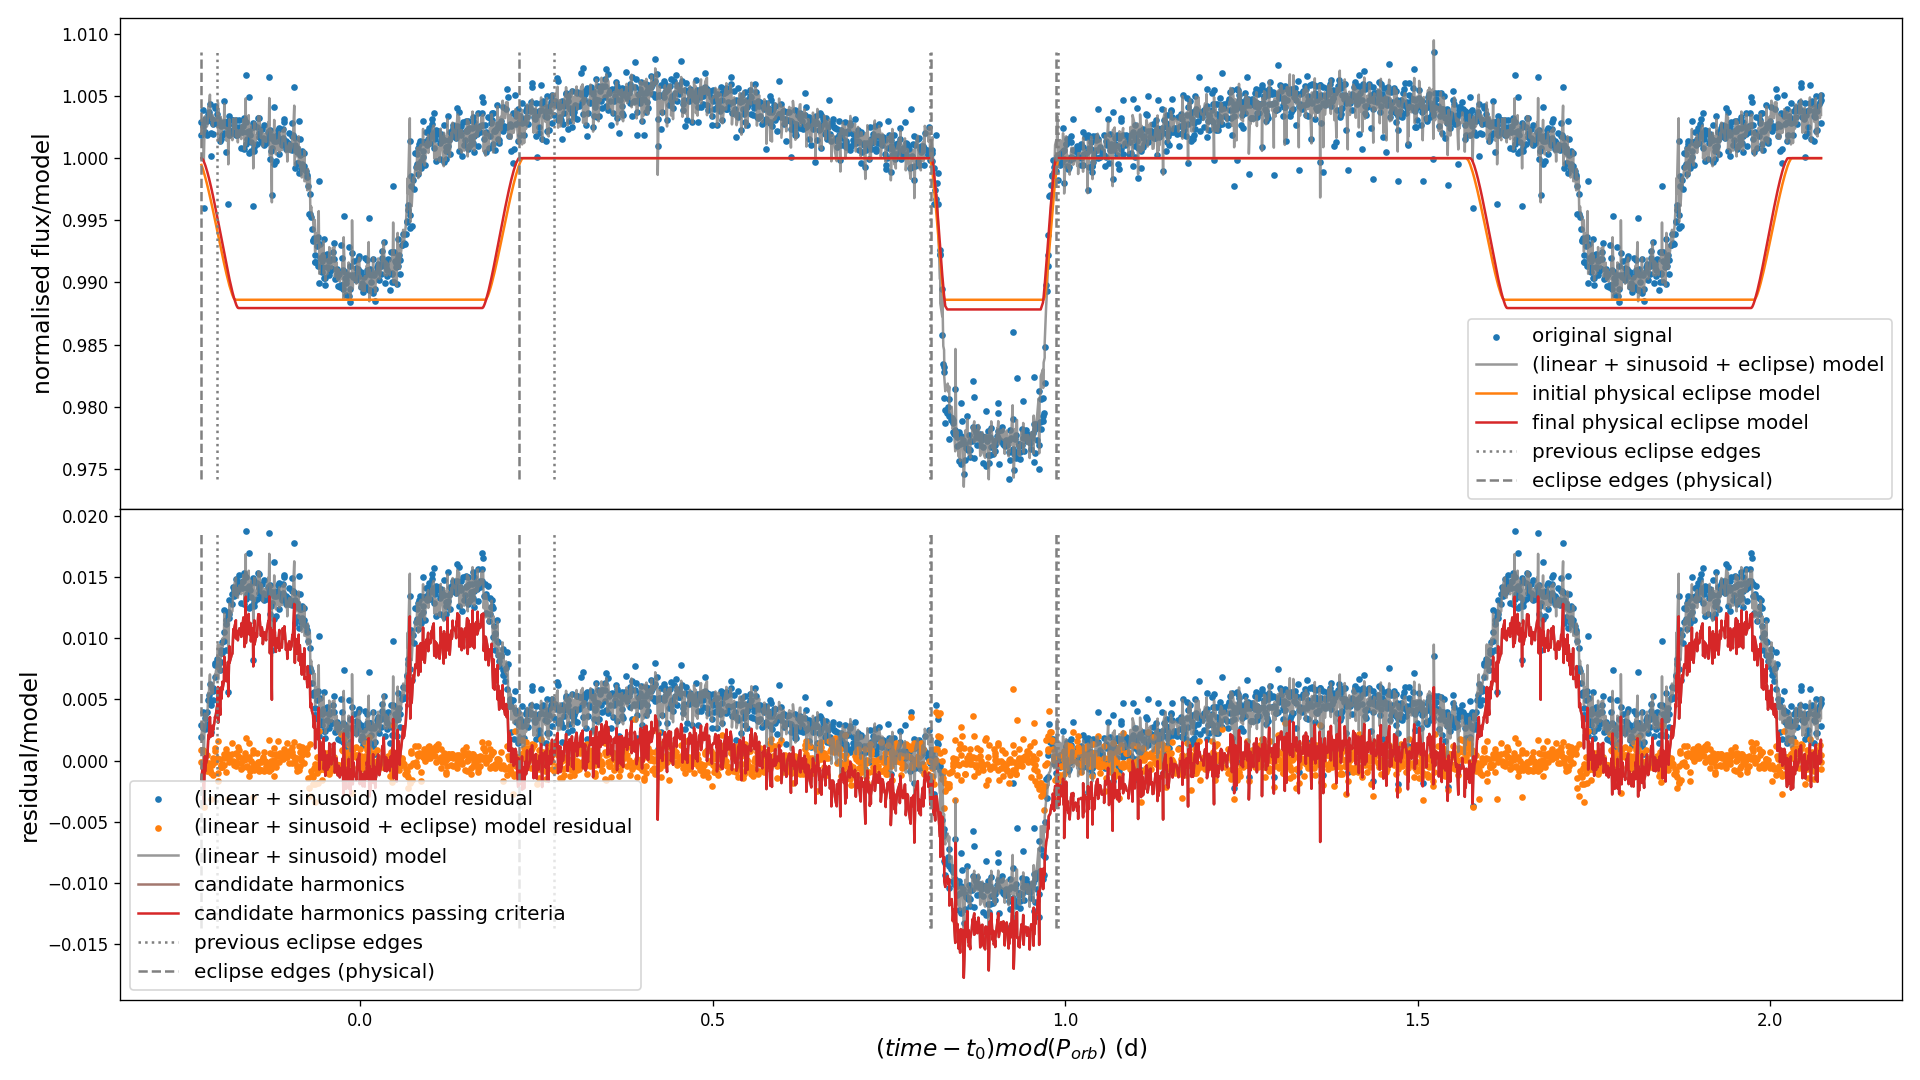 normalised flux/model
1.010
1.005
1.000
0.995
0.990
0.985
0.980
0.975
original signal
(linear + sinusoid + eclipse) model
initial physical eclipse model
final physical eclipse model
previous eclipse edges
eclipse edges (physical)
residual/model
0.020
0.015
0.010
0.005
0.000
−0.005
−0.010
−0.015
(linear + sinusoid) model residual
(linear + sinusoid + eclipse) model residual
(linear + sinusoid) model
candidate harmonics
candidate harmonics passing criteria
previous eclipse edges
eclipse edges (physical)
0.0 0.5 1.0 1.5 2.0
(time − t₀)mod(P_orb) (d)